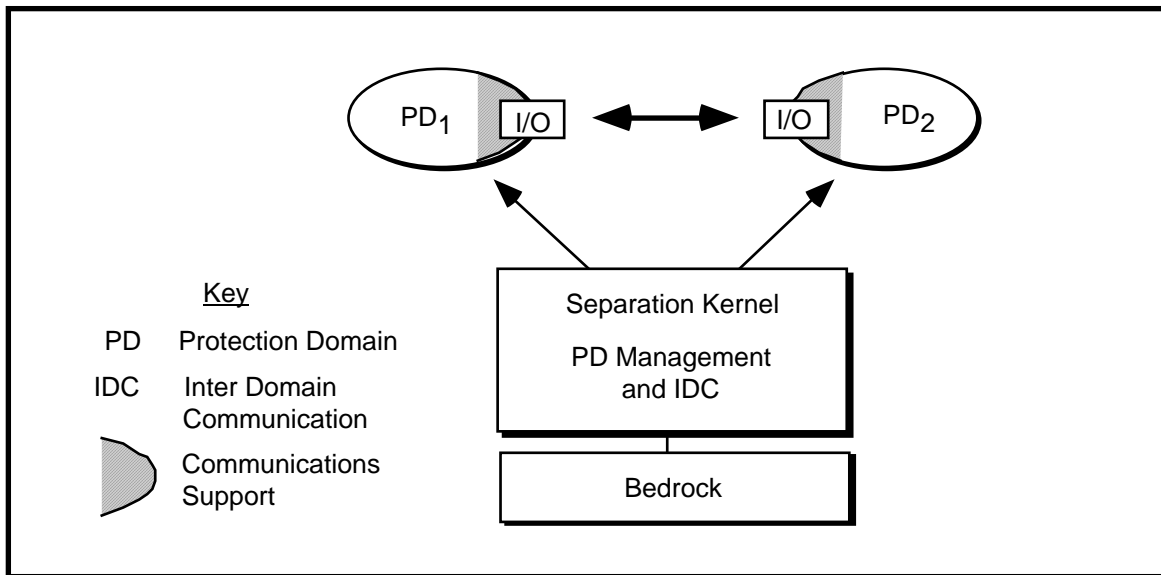 PD1
I/O
I/O
PD2
Separation Kernel
PD Management
and IDC
Bedrock
Key
PD Protection Domain
IDC Inter Domain
Communication
Communications
Support